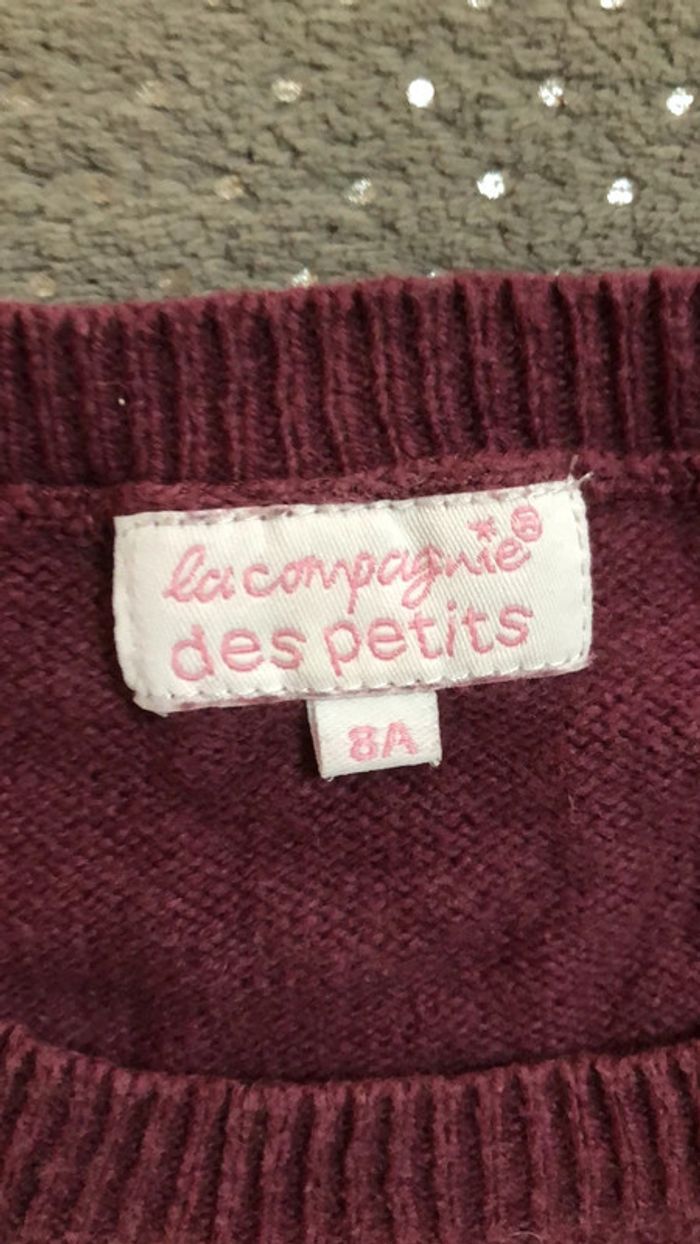 la compagnie®
des petits
8A